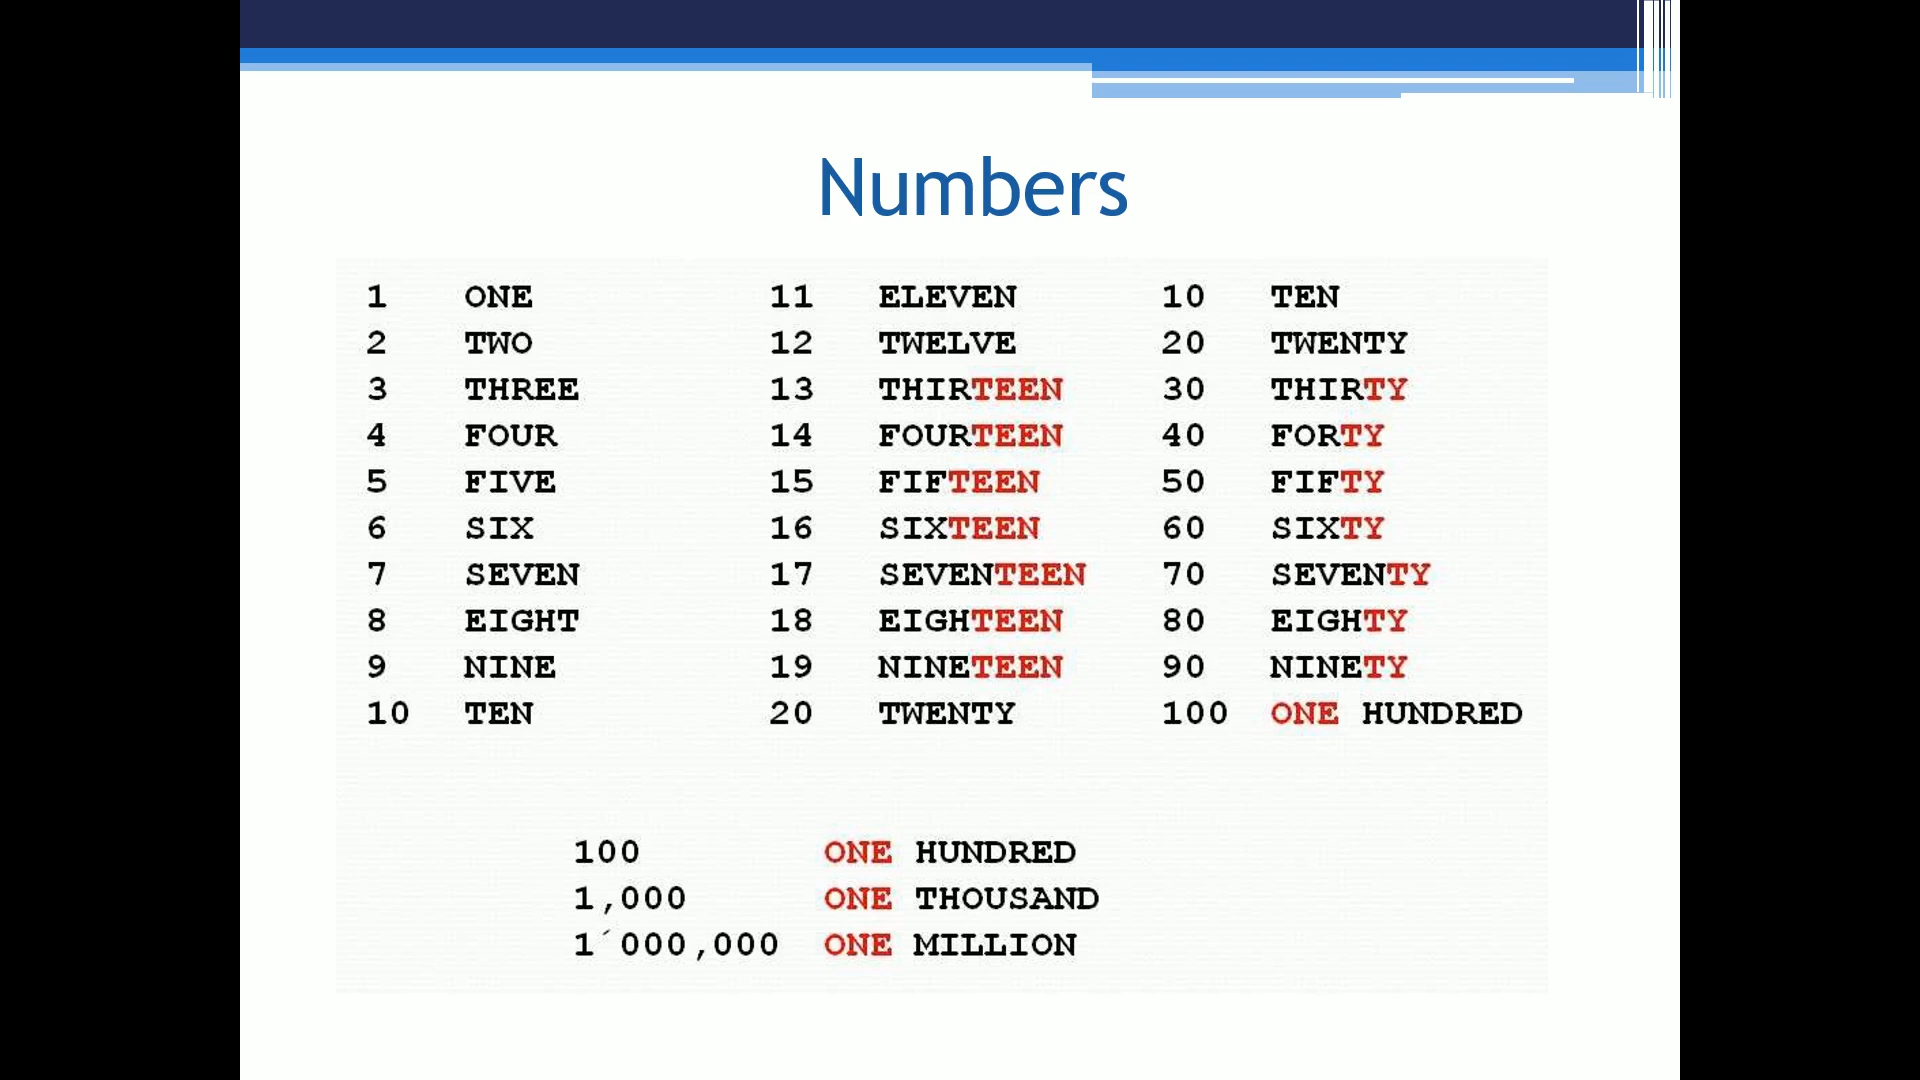 Numbers
1 ONE 11 ELEVEN 10 TEN
2 TWO 12 TWELVE 20 TWENTY
3 THREE 13 THIRTEEN 30 THIRTY
4 FOUR 14 FOURTEEN 40 FORTY
5 FIVE 15 FIFTEEN 50 FIFTY
6 SIX 16 SIXTEEN 60 SIXTY
7 SEVEN 17 SEVENTEEN 70 SEVENTY
8 EIGHT 18 EIGHTEEN 80 EIGHTY
9 NINE 19 NINETEEN 90 NINETY
10 TEN 20 TWENTY 100 ONE HUNDRED
100 ONE HUNDRED
1,000 ONE THOUSAND
1´000,000 ONE MILLION